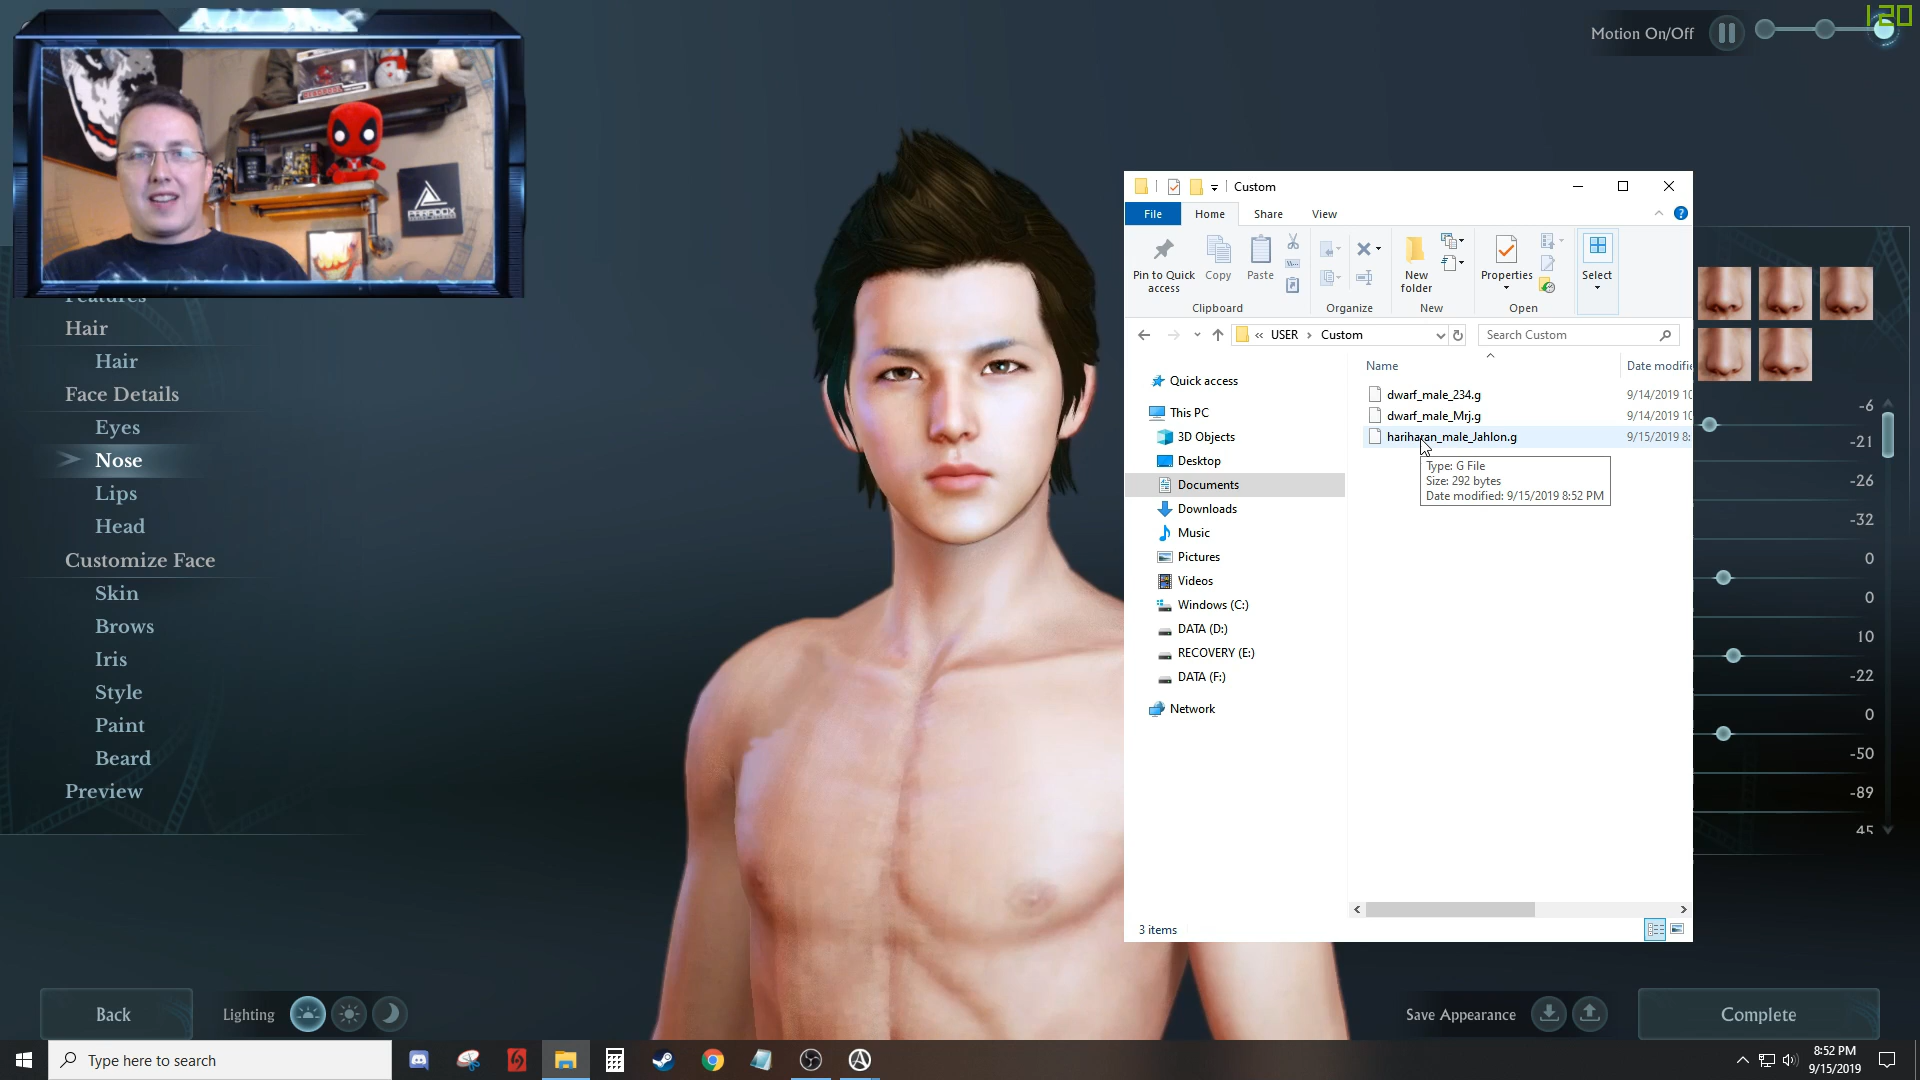 Motion On/Off
120
PARADOX
Features
Hair
Hair
Face Details
Eyes
Nose
Lips
Head
Customize Face
Skin
Brows
Iris
Style
Paint
Beard
Preview
Custom
File
Home
Share
View
Pin to Quick access
Copy
Paste
Clipboard
Organize
New folder
New
Properties
Open
Select
« USER › Custom
Search Custom
Name
Date modifie
Quick access
This PC
3D Objects
Desktop
Documents
Downloads
Music
Pictures
Videos
Windows (C:)
DATA (D:)
RECOVERY (E:)
DATA (F:)
Network
dwarf_male_234.g 9/14/2019 10
dwarf_male_Mrj.g 9/14/2019 10
hariharan_male_Jahlon.g 9/15/2019 8:
Type: G File
Size: 292 bytes
Date modified: 9/15/2019 8:52 PM
3 items
-6
-21
-26
-32
0
0
10
-22
0
-50
-89
45
Back
Lighting
Save Appearance
Complete
Type here to search
8:52 PM
9/15/2019